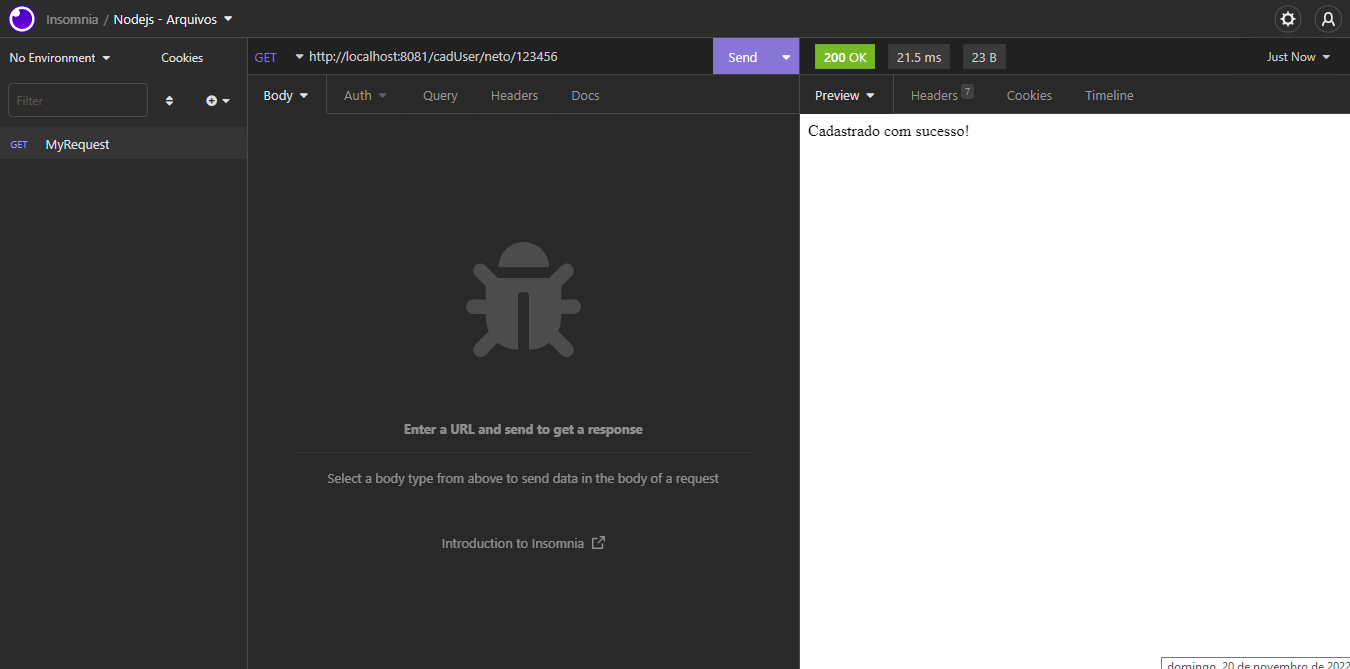 Insomnia / Nodejs - Arquivos
No Environment
Cookies
Filter
GET MyRequest
GET http://localhost:8081/cadUser/neto/123456
Send
Body
Auth
Query
Headers
Docs
Enter a URL and send to get a response
Select a body type from above to send data in the body of a request
Introduction to Insomnia
200 OK
21.5 ms
23 B
Just Now
Preview
Headers 7
Cookies
Timeline
Cadastrado com sucesso!
domingo, 20 de novembro de 2022